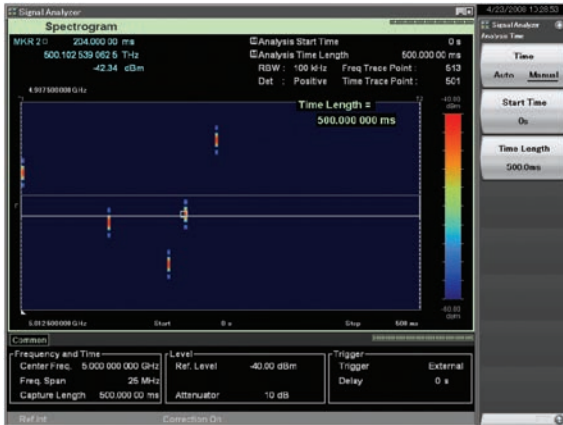 Signal Analyzer
4/23/2008 13:28:53
Spectrogram
Signal Analyzer
Analysis Time
MKR 2
204.000 00 ms
Analysis Start Time
0 s
500.102 539 062 5 THz
Analysis Time Length
500.000 00 ms
-42.34 dBm
RBW : 100 kHz
Freq Trace Point :
513
Det : Positive
Time Trace Point :
501
Time
Auto Manual
4.987500000 GHz
Time Length =
500.000 000 ms
-40.00
dBm
Start Time
0s
Time Length
500.0ms
dBm
5.012500000 GHz
Start
0 s
Stop
500 ms
Common
Frequency and Time
Center Freq. 5.000 000 000 GHz
Freq. Span 25 MHz
Capture Length 500.000 00 ms
Level
Ref. Level -40.00 dBm
Attenuator 10 dB
Trigger
Trigger External
Delay 0 s
Ref.Int
Correction On